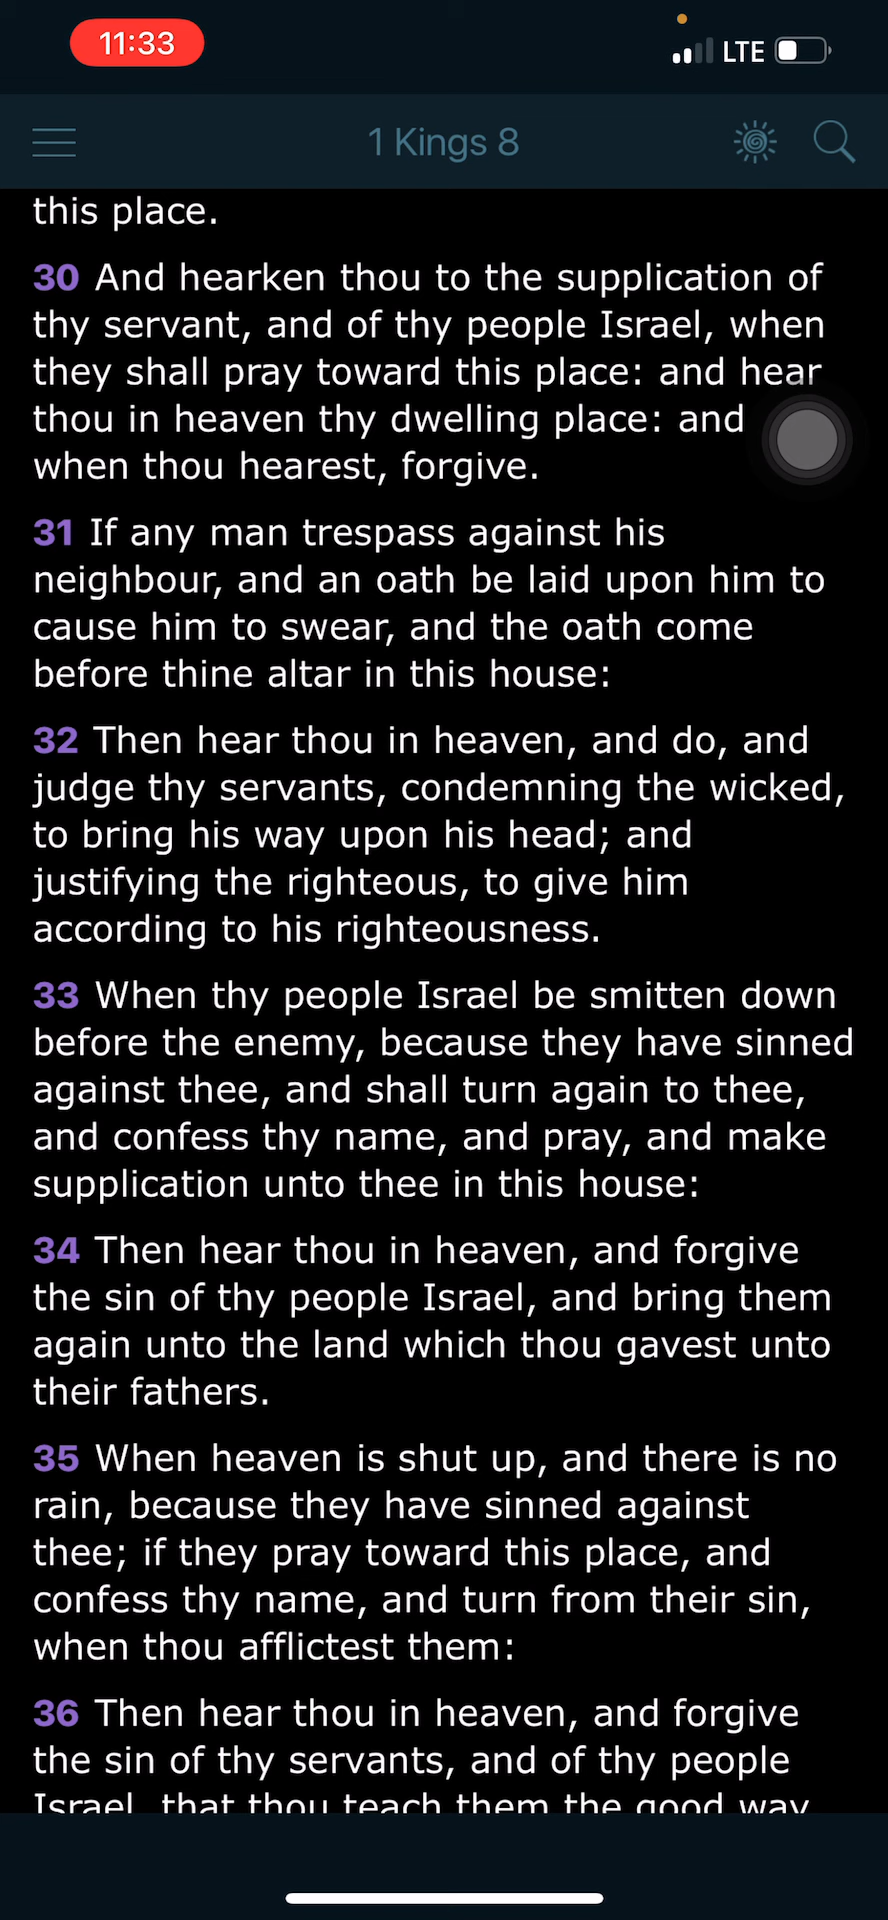 11:33
LTE
1 Kings 8
this place.
30 And hearken thou to the supplication of
thy servant, and of thy people Israel, when
they shall pray toward this place: and hear
thou in heaven thy dwelling place: and
when thou hearest, forgive.
31 If any man trespass against his
neighbour, and an oath be laid upon him to
cause him to swear, and the oath come
before thine altar in this house:
32 Then hear thou in heaven, and do, and
judge thy servants, condemning the wicked,
to bring his way upon his head; and
justifying the righteous, to give him
according to his righteousness.
33 When thy people Israel be smitten down
before the enemy, because they have sinned
against thee, and shall turn again to thee,
and confess thy name, and pray, and make
supplication unto thee in this house:
34 Then hear thou in heaven, and forgive
the sin of thy people Israel, and bring them
again unto the land which thou gavest unto
their fathers.
35 When heaven is shut up, and there is no
rain, because they have sinned against
thee; if they pray toward this place, and
confess thy name, and turn from their sin,
when thou afflictest them:
36 Then hear thou in heaven, and forgive
the sin of thy servants, and of thy people
Israel, that thou teach them the good way